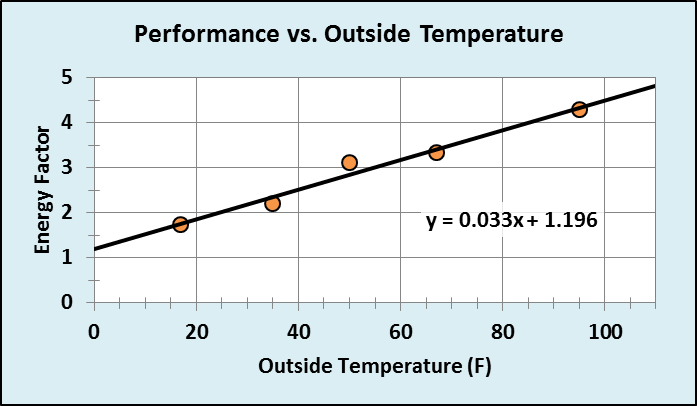 Performance vs. Outside Temperature
Energy Factor
5
4
3
2
1
0
y = 0.033x + 1.196
0 20 40 60 80 100
Outside Temperature (F)